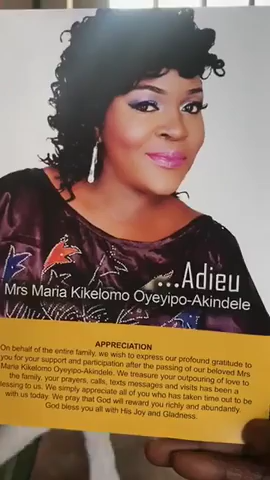 ...Adieu
Mrs Maria Kikelomo Oyeyipo-Akindele
APPRECIATION
On behalf of the entire family, we wish to express our profound gratitude to
you for your support and participation after the passing of our beloved Mrs
Maria Kikelomo Oyeyipo-Akindele. We treasure your outpouring of love to
the family, your prayers, calls, texts messages and visits has been a
lessing to us. We simply appreciate all of you who has taken time out to be
with us today. We pray that God will reward you richly and abundantly.
God bless you all with His Joy and Gladness.